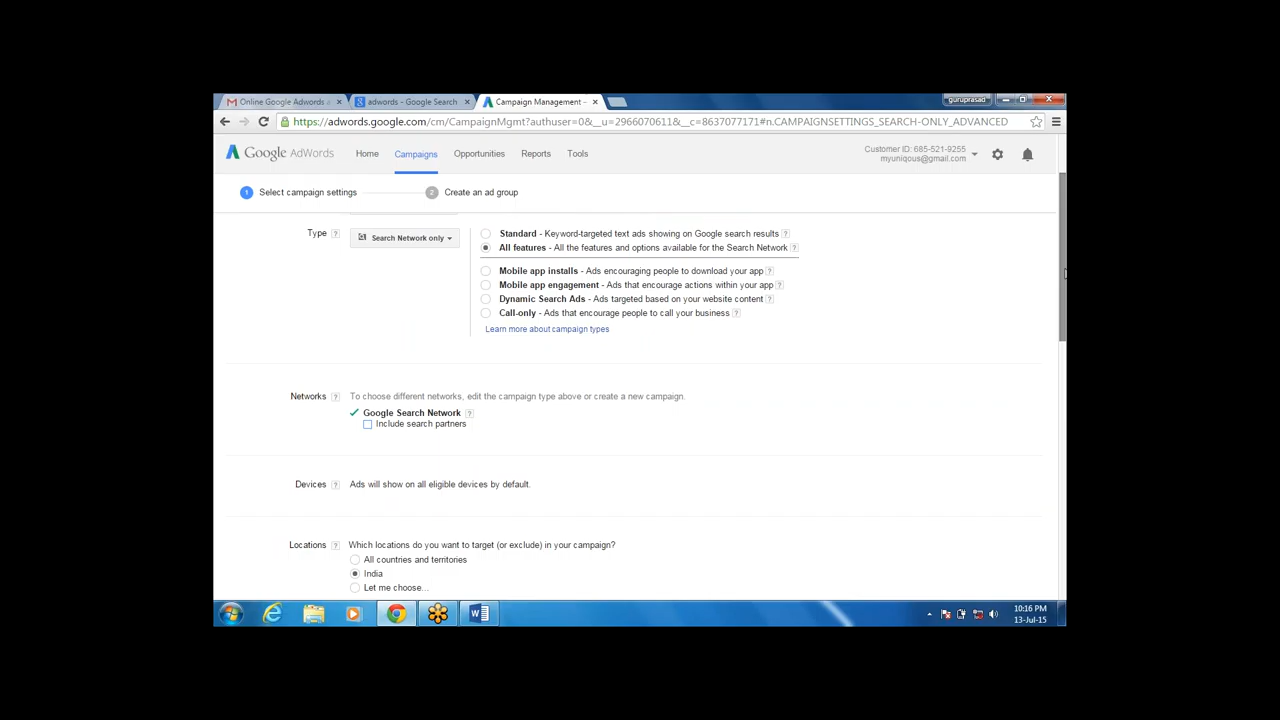 Online Google Adwords a
adwords - Google Search
Campaign Management -
guruprasad
https://adwords.google.com/cm/CampaignMgmt?authuser=0&__u=2966070611&__c=8637077171#n.CAMPAIGNSETTINGS_SEARCH-ONLY_ADVANCED
Google AdWords
Home
Campaigns
Opportunities
Reports
Tools
Customer ID: 685-521-9255
myuniqous@gmail.com
1 Select campaign settings
2 Create an ad group
Type ?
Search Network only
Standard - Keyword-targeted text ads showing on Google search results ?
All features - All the features and options available for the Search Network ?
Mobile app installs - Ads encouraging people to download your app ?
Mobile app engagement - Ads that encourage actions within your app ?
Dynamic Search Ads - Ads targeted based on your website content ?
Call-only - Ads that encourage people to call your business ?
Learn more about campaign types
Networks ? To choose different networks, edit the campaign type above or create a new campaign.
Google Search Network ?
Include search partners
Devices ? Ads will show on all eligible devices by default.
Locations ? Which locations do you want to target (or exclude) in your campaign?
All countries and territories
India
Let me choose...
10:16 PM
13-Jul-15